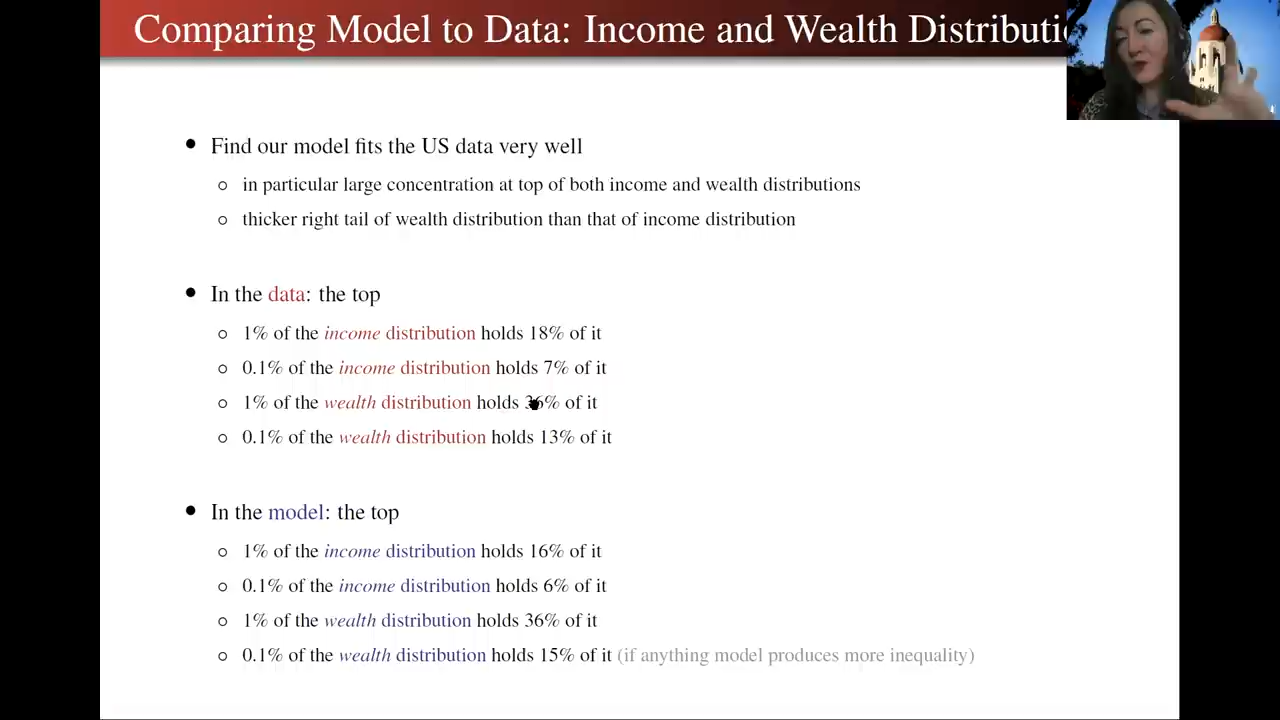 Comparing Model to Data: Income and Wealth
Find our model fits the US data very well
in particular large concentration at top of both income and wealth distributions
thicker right tail of wealth distribution than that of income distribution
In the data: the top
1% of the income distribution holds 18% of it
0.1% of the income distribution holds 7% of it
1% of the wealth distribution holds 36% of it
0.1% of the wealth distribution holds 13% of it
In the model: the top
1% of the income distribution holds 16% of it
0.1% of the income distribution holds 6% of it
1% of the wealth distribution holds 36% of it
0.1% of the wealth distribution holds 15% of it (if anything model produces more inequality)